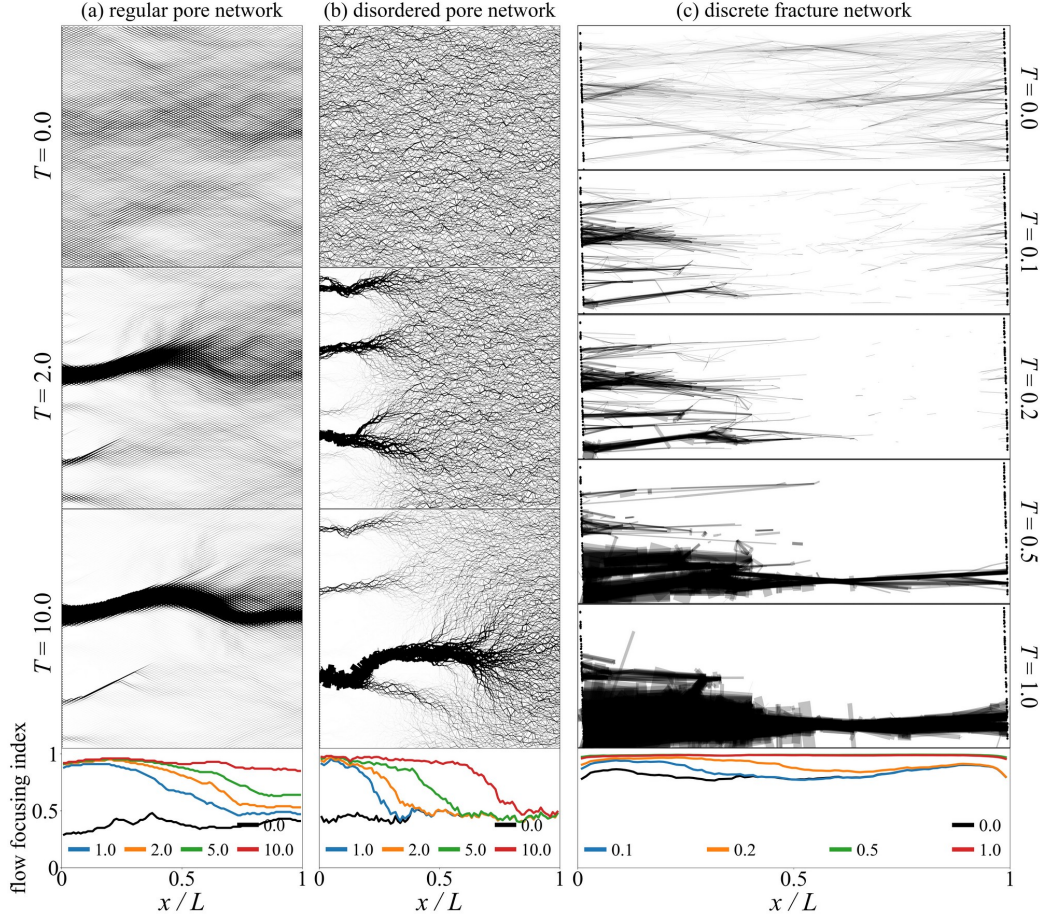 (a) regular pore network
(b) disordered pore network
(c) discrete fracture network
T = 0.0
T = 2.0
T = 10.0
T = 0.0
T = 0.1
T = 0.2
T = 0.5
T = 1.0
flow focusing index
1
0.5
0
0.0
1.0 2.0 5.0 10.0
0 0.5 1
x / L
0.0
1.0 2.0 5.0 10.0
0 0.5 1
x / L
0.0
0.1 0.2 0.5 1.0
0 0.5 1
x / L